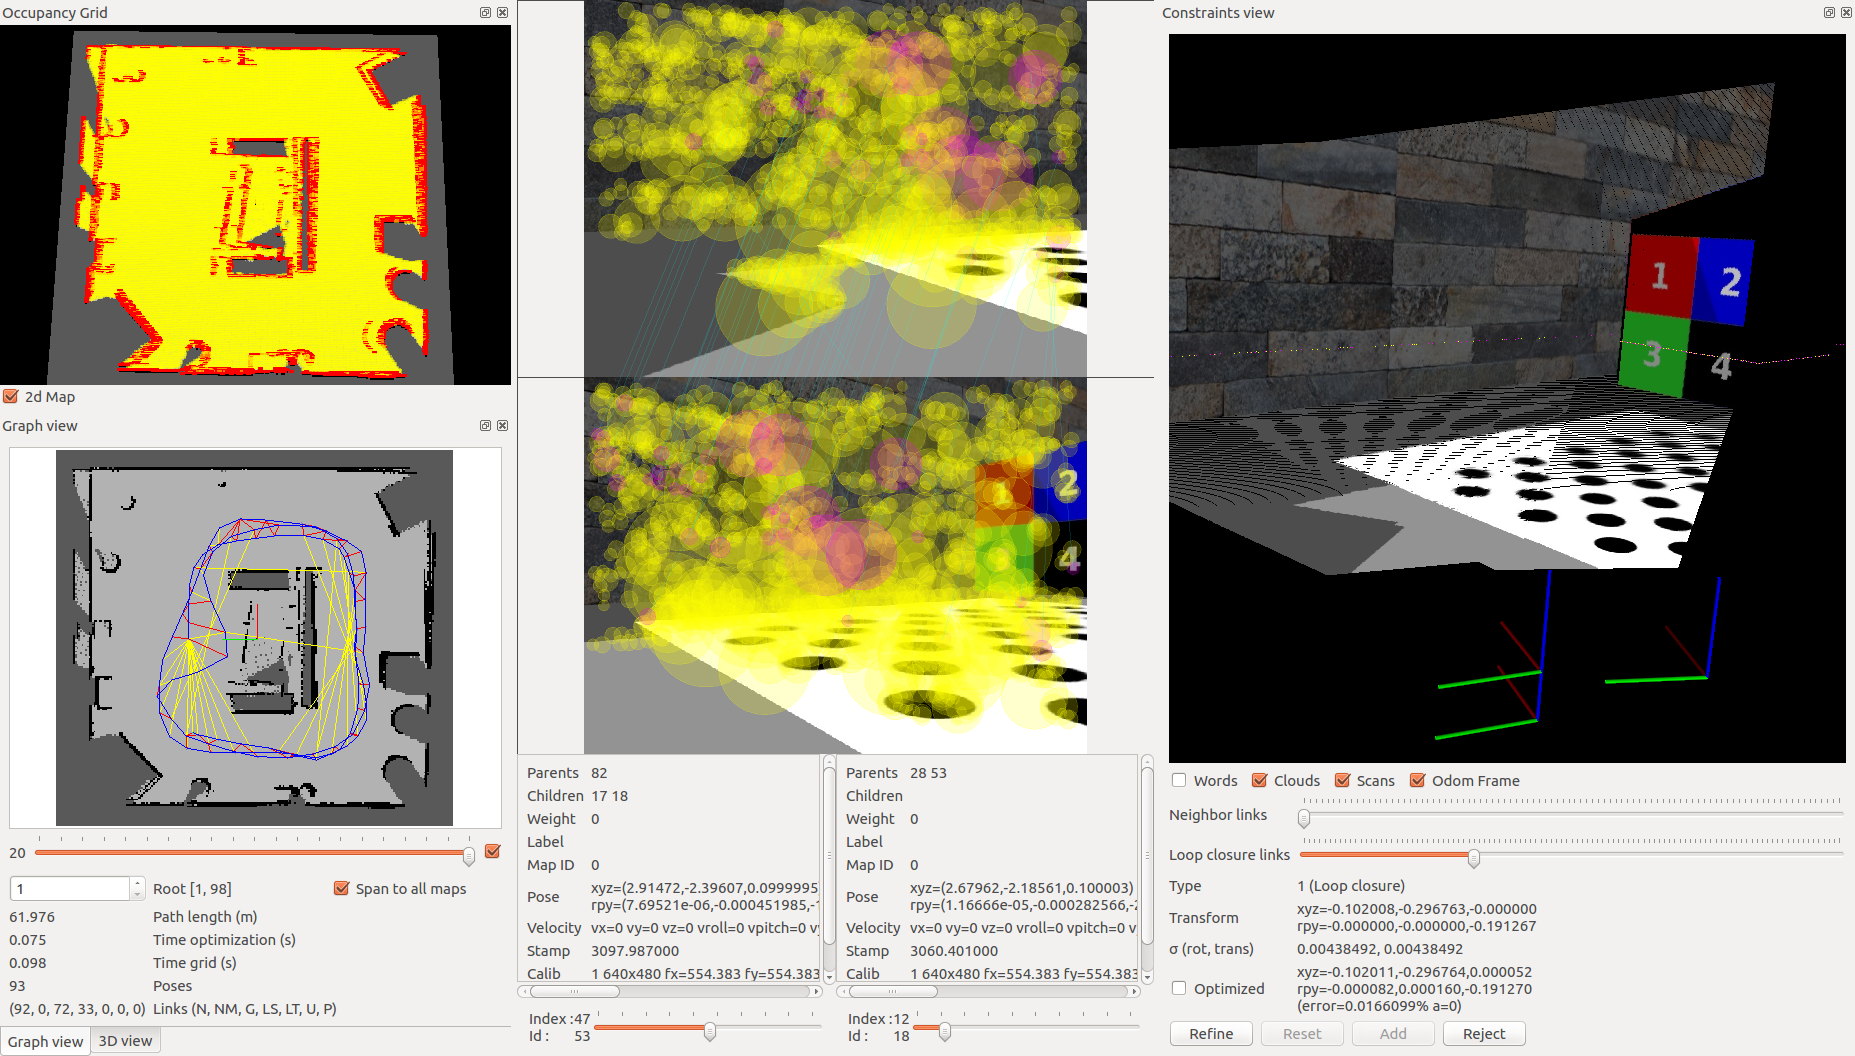 Occupancy Grid
2d Map
Graph view
20
1
Root [1, 98]
Span to all maps
61.976
Path length (m)
0.075
Time optimization (s)
0.098
Time grid (s)
93
Poses
(92, 0, 72, 33, 0, 0, 0)
Links (N, NM, G, LS, LT, U, P)
Graph view
3D view
1
2
3
4
Parents 82
Children 17 18
Weight 0
Label
Map ID 0
Pose xyz=(2.91472,-2.39607,0.0999995
rpy=(7.69521e-06,-0.000451985,-
Velocity vx=0 vy=0 vz=0 vroll=0 vpitch=0 v
Stamp 3097.987000
Calib 1 640x480 fx=554.383 fy=554.383
Index :47
Id : 53
Parents 28 53
Children
Weight 0
Label
Map ID 0
Pose xyz=(2.67962,-2.18561,0.100003)
rpy=(1.16666e-05,-0.000282566,-
Velocity vx=0 vy=0 vz=0 vroll=0 vpitch=0 v
Stamp 3060.401000
Calib 1 640x480 fx=554.383 fy=554.383
Index :12
Id : 18
Constraints view
1
2
3
4
Words
Clouds
Scans
Odom Frame
Neighbor links
Loop closure links
Type 1 (Loop closure)
Transform xyz=-0.102008,-0.296763,-0.000000
rpy=-0.000000,-0.000000,-0.191267
σ (rot, trans) 0.00438492, 0.00438492
Optimized xyz=-0.102011,-0.296764,0.000052
rpy=-0.000082,0.000160,-0.191270
(error=0.0166099% a=0)
Refine
Reset
Add
Reject